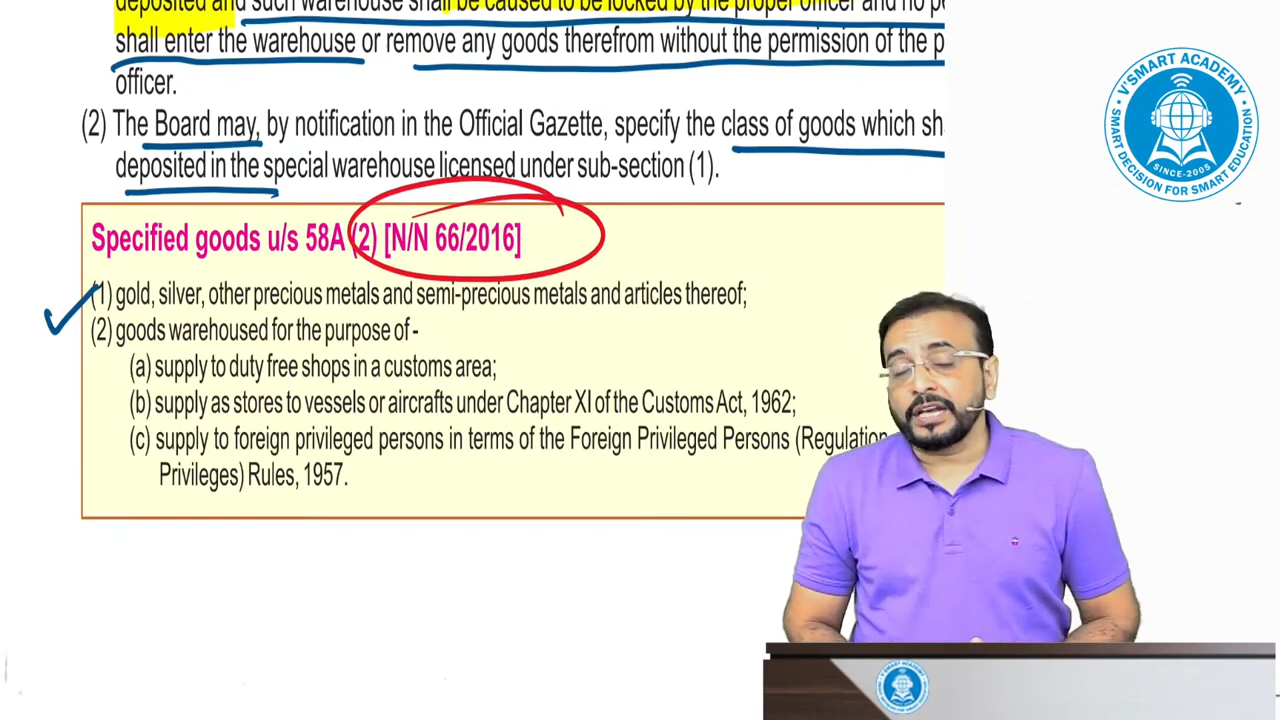 deposited and such warehouse shall be caused to be locked by the proper officer and no pe
shall enter the warehouse or remove any goods therefrom without the permission of the p
officer.
(2) The Board may, by notification in the Official Gazette, specify the class of goods which sh
deposited in the special warehouse licensed under sub-section (1).
Specified goods u/s 58A (2) [N/N 66/2016]
(1) gold, silver, other precious metals and semi-precious metals and articles thereof;
(2) goods warehoused for the purpose of -
(a) supply to duty free shops in a customs area;
(b) supply as stores to vessels or aircrafts under Chapter XI of the Customs Act, 1962;
(c) supply to foreign privileged persons in terms of the Foreign Privileged Persons (Regulation
Privileges) Rules, 1957.
V'SMART ACADEMY
SINCE-2005
SMART DECISION FOR SMART EDUCATION
V'SMART ACADEMY